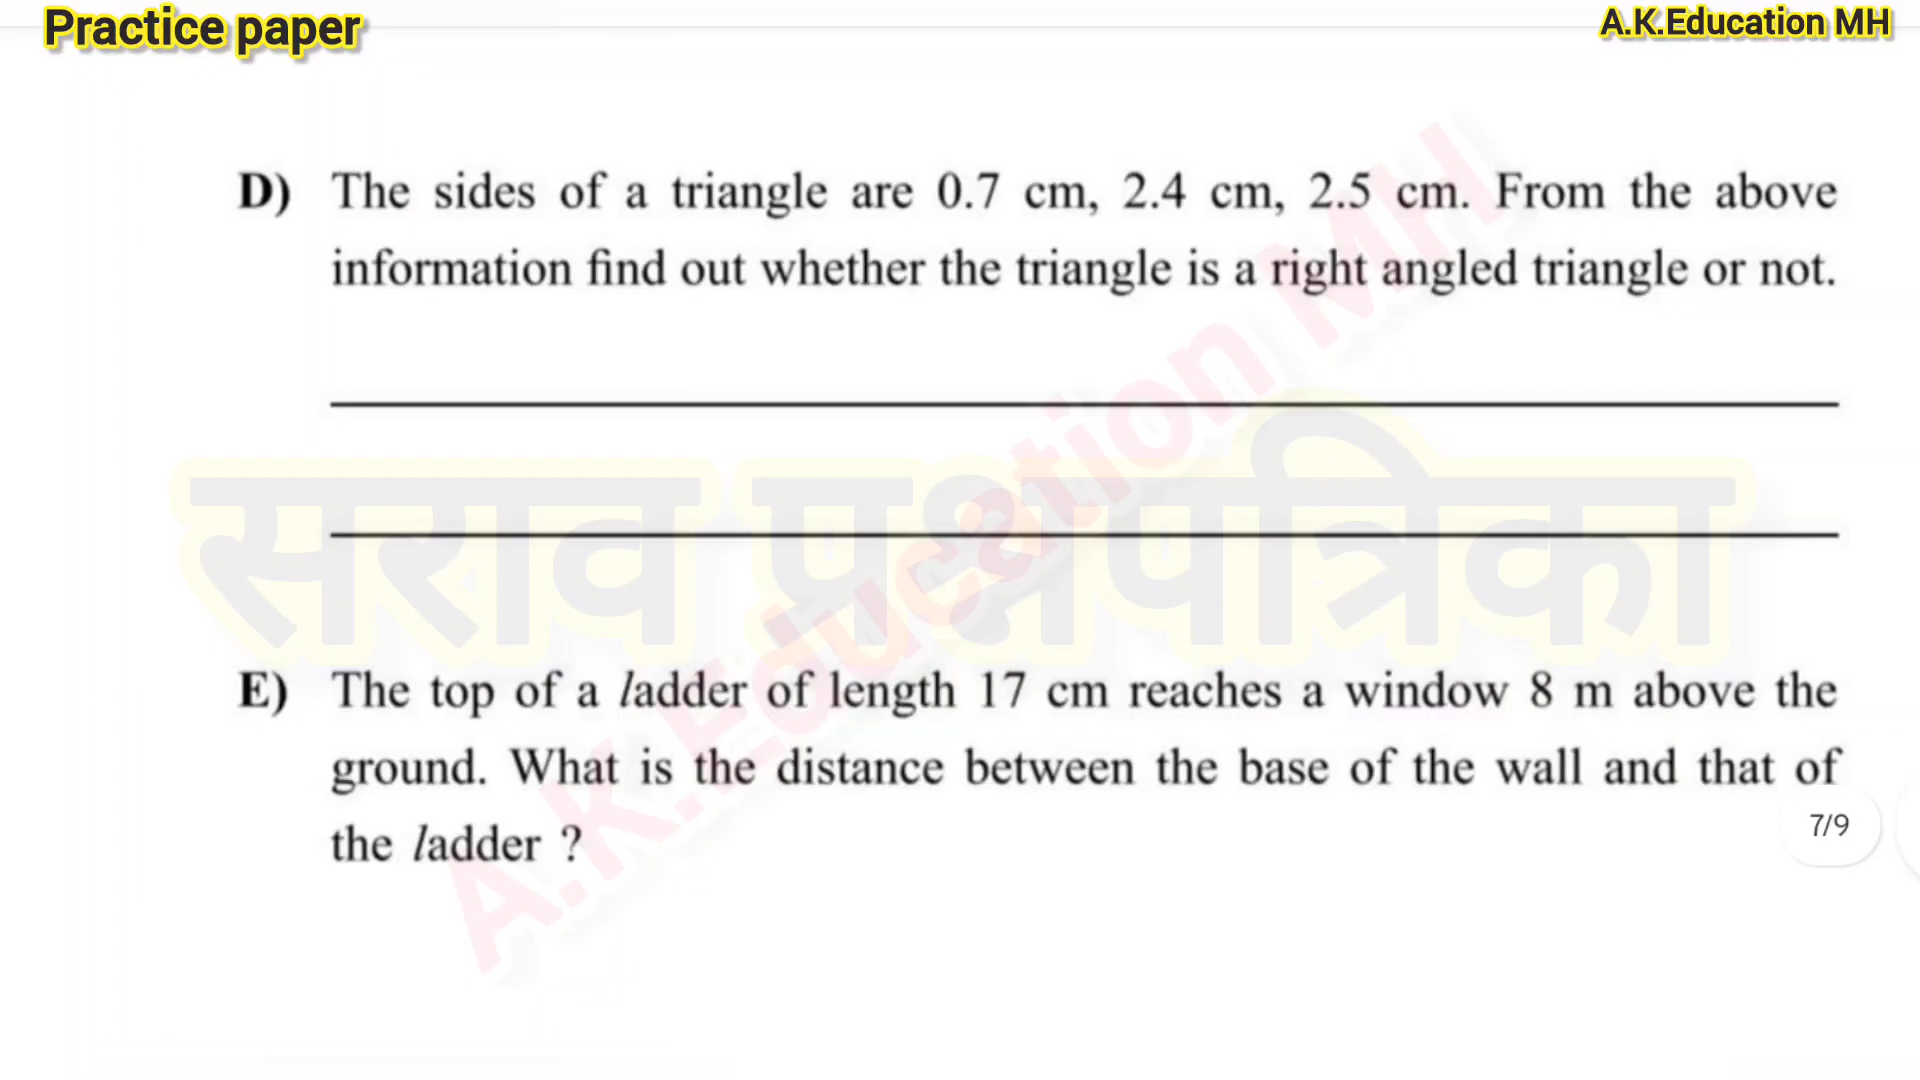 Practice paper
A.K.Education MH
D) The sides of a triangle are 0.7 cm, 2.4 cm, 2.5 cm. From the above
information find out whether the triangle is a right angled triangle or not.
सराव प्रश्नपत्रिका
A.K.Education MH
E) The top of a ladder of length 17 cm reaches a window 8 m above the
ground. What is the distance between the base of the wall and that of
the ladder ?
7/9